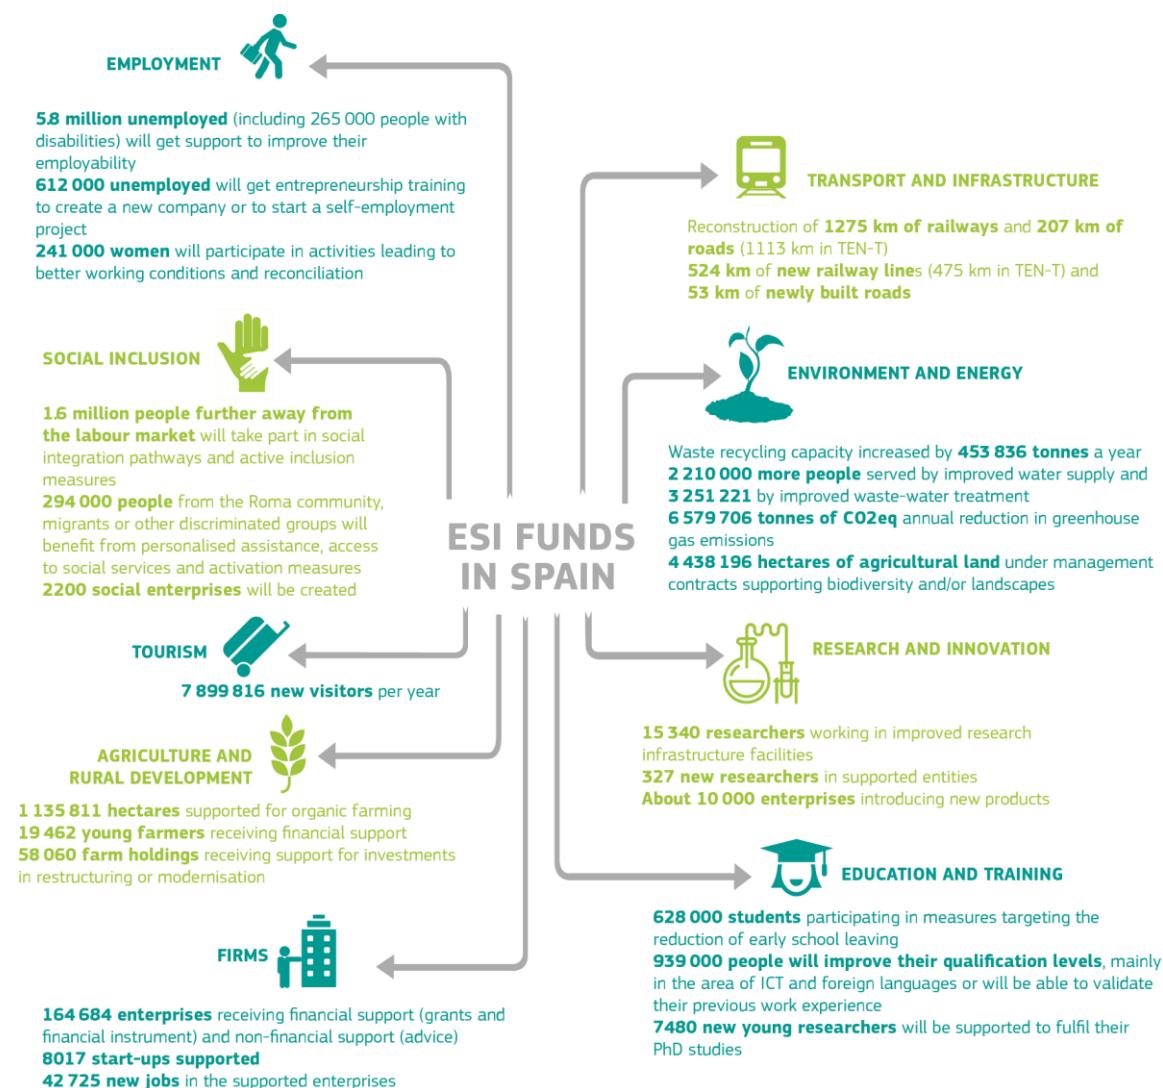 EMPLOYMENT
5.8 million unemployed (including 265 000 people with
disabilities) will get support to improve their
employability
612 000 unemployed will get entrepreneurship training
to create a new company or to start a self-employment
project
241 000 women will participate in activities leading to
better working conditions and reconciliation
SOCIAL INCLUSION
1.6 million people further away from
the labour market will take part in social
integration pathways and active inclusion
measures
294 000 people from the Roma community,
migrants or other discriminated groups will
benefit from personalised assistance, access
to social services and activation measures
2200 social enterprises will be created
TOURISM
7 899 816 new visitors per year
AGRICULTURE AND
RURAL DEVELOPMENT
1 135 811 hectares supported for organic farming
19 462 young farmers receiving financial support
58 060 farm holdings receiving support for investments
in restructuring or modernisation
FIRMS
164 684 enterprises receiving financial support (grants and
financial instrument) and non-financial support (advice)
8017 start-ups supported
42 725 new jobs in the supported enterprises
ESI FUNDS
IN SPAIN
TRANSPORT AND INFRASTRUCTURE
Reconstruction of 1275 km of railways and 207 km of
roads (1113 km in TEN-T)
524 km of new railway lines (475 km in TEN-T) and
53 km of newly built roads
ENVIRONMENT AND ENERGY
Waste recycling capacity increased by 453 836 tonnes a year
2 210 000 more people served by improved water supply and
3 251 221 by improved waste-water treatment
6 579 706 tonnes of CO2eq annual reduction in greenhouse
gas emissions
4 438 196 hectares of agricultural land under management
contracts supporting biodiversity and/or landscapes
RESEARCH AND INNOVATION
15 340 researchers working in improved research
infrastructure facilities
327 new researchers in supported entities
About 10 000 enterprises introducing new products
EDUCATION AND TRAINING
628 000 students participating in measures targeting the
reduction of early school leaving
939 000 people will improve their qualification levels, mainly
in the area of ICT and foreign languages or will be able to validate
their previous work experience
7480 new young researchers will be supported to fulfil their
PhD studies